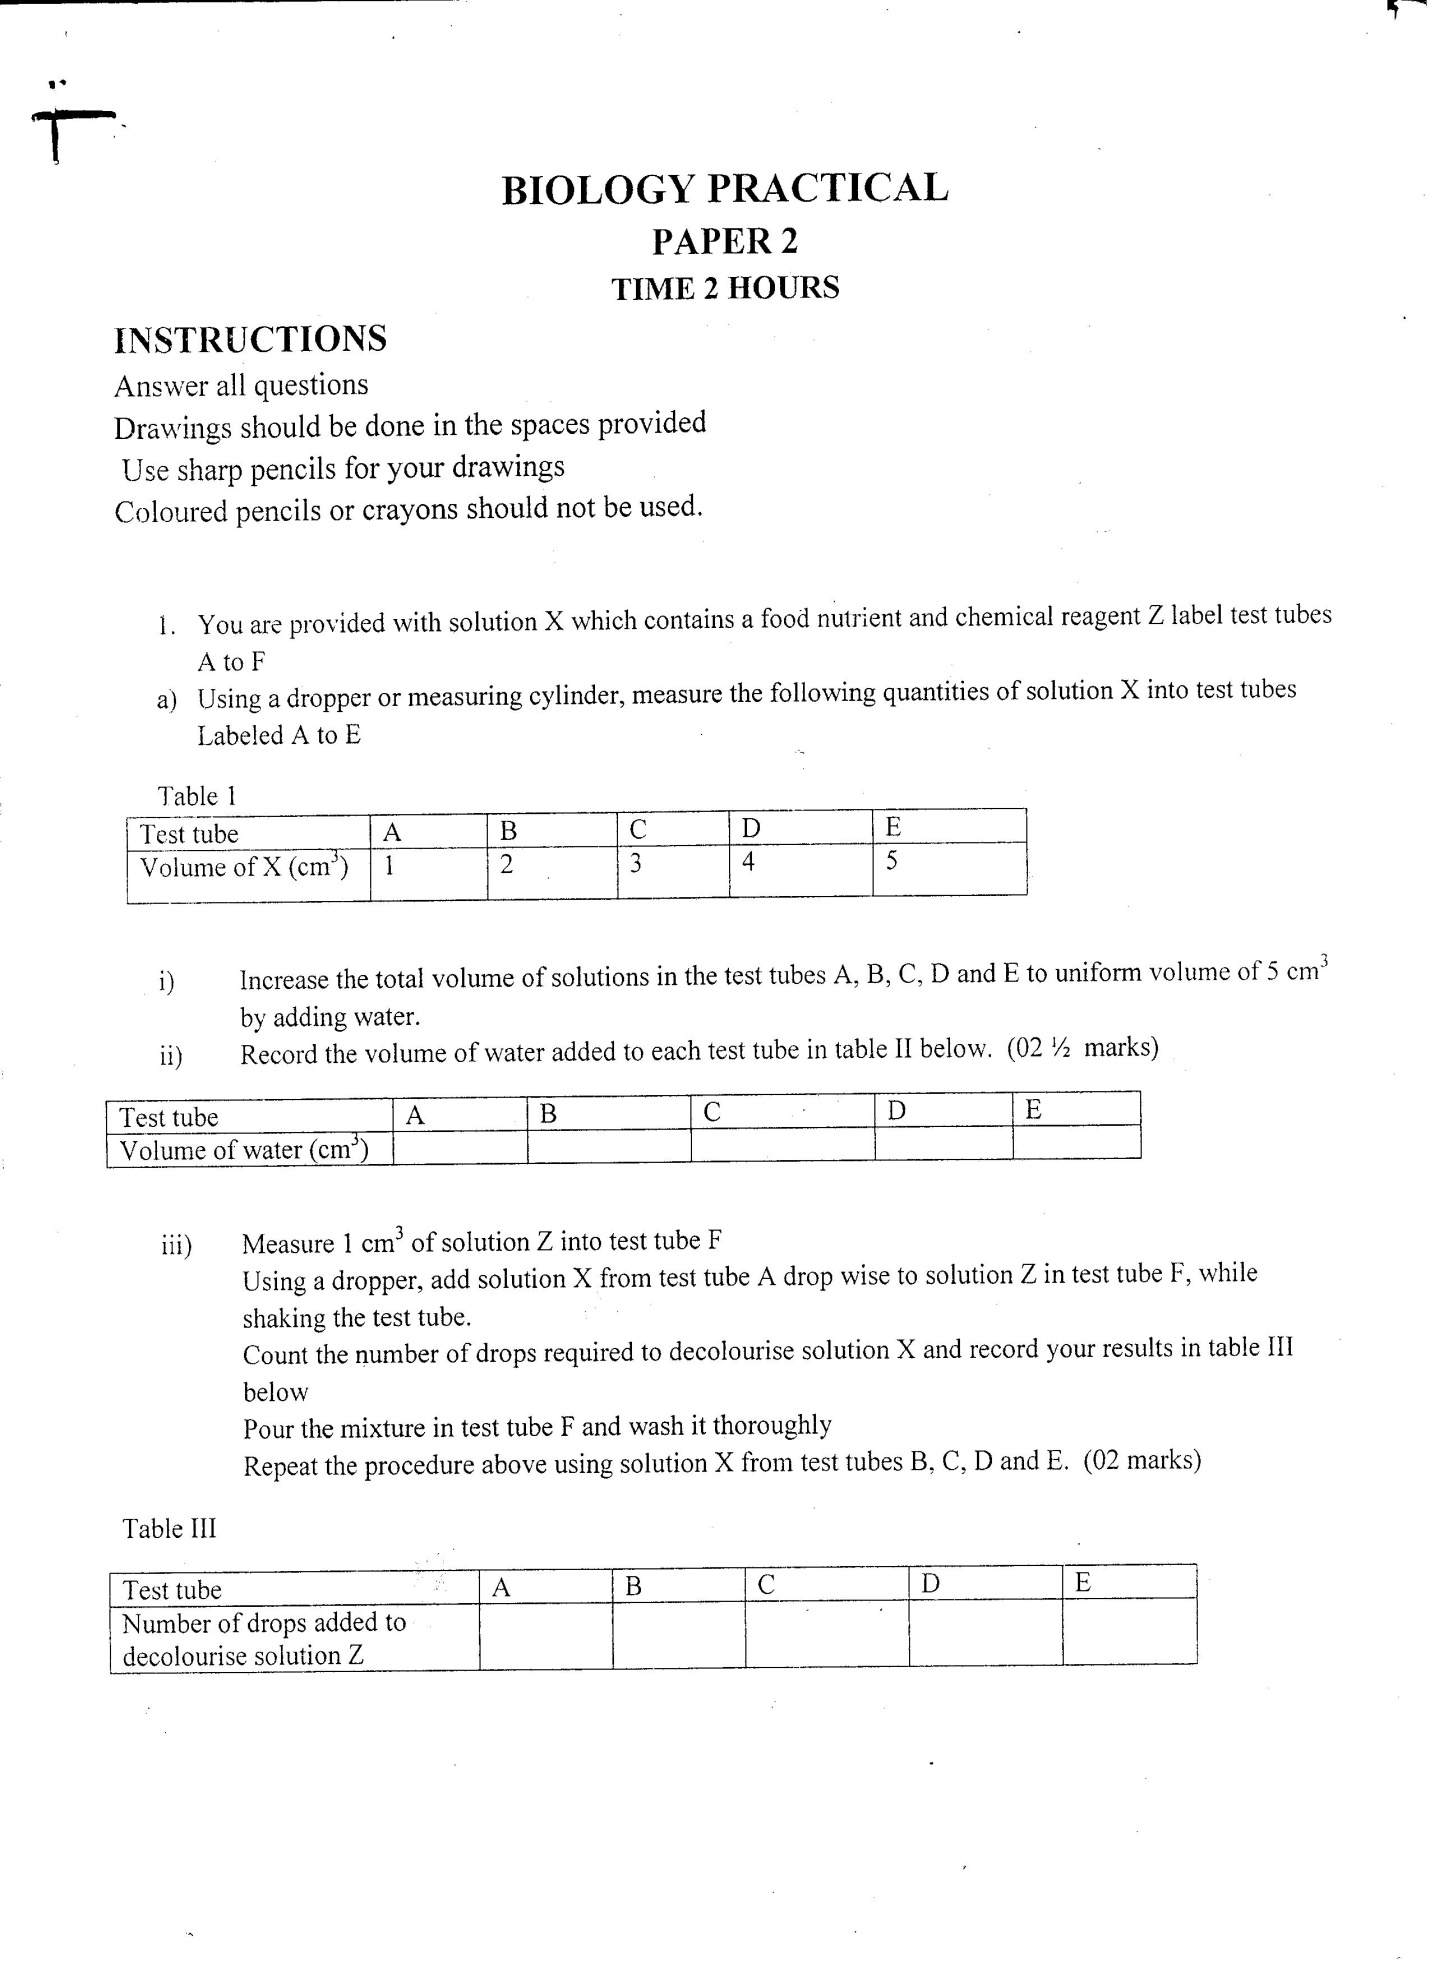 BIOLOGY PRACTICAL
PAPER 2
TIME 2 HOURS
INSTRUCTIONS
Answer all questions
Drawings should be done in the spaces provided
Use sharp pencils for your drawings
Coloured pencils or crayons should not be used.
1. You are provided with solution X which contains a food nutrient and chemical reagent Z label test tubes
A to F
a) Using a dropper or measuring cylinder, measure the following quantities of solution X into test tubes
Labeled A to E
Table 1
Test tube A B C D E
Volume of X (cm³) 1 2 3 4 5
i) Increase the total volume of solutions in the test tubes A, B, C, D and E to uniform volume of 5 cm³
by adding water.
ii) Record the volume of water added to each test tube in table II below. (02 ½ marks)
Test tube A B C D E
Volume of water (cm³)
iii) Measure 1 cm³ of solution Z into test tube F
Using a dropper, add solution X from test tube A drop wise to solution Z in test tube F, while
shaking the test tube.
Count the number of drops required to decolourise solution X and record your results in table III
below
Pour the mixture in test tube F and wash it thoroughly
Repeat the procedure above using solution X from test tubes B, C, D and E. (02 marks)
Table III
Test tube A B C D E
Number of drops added to
decolourise solution Z